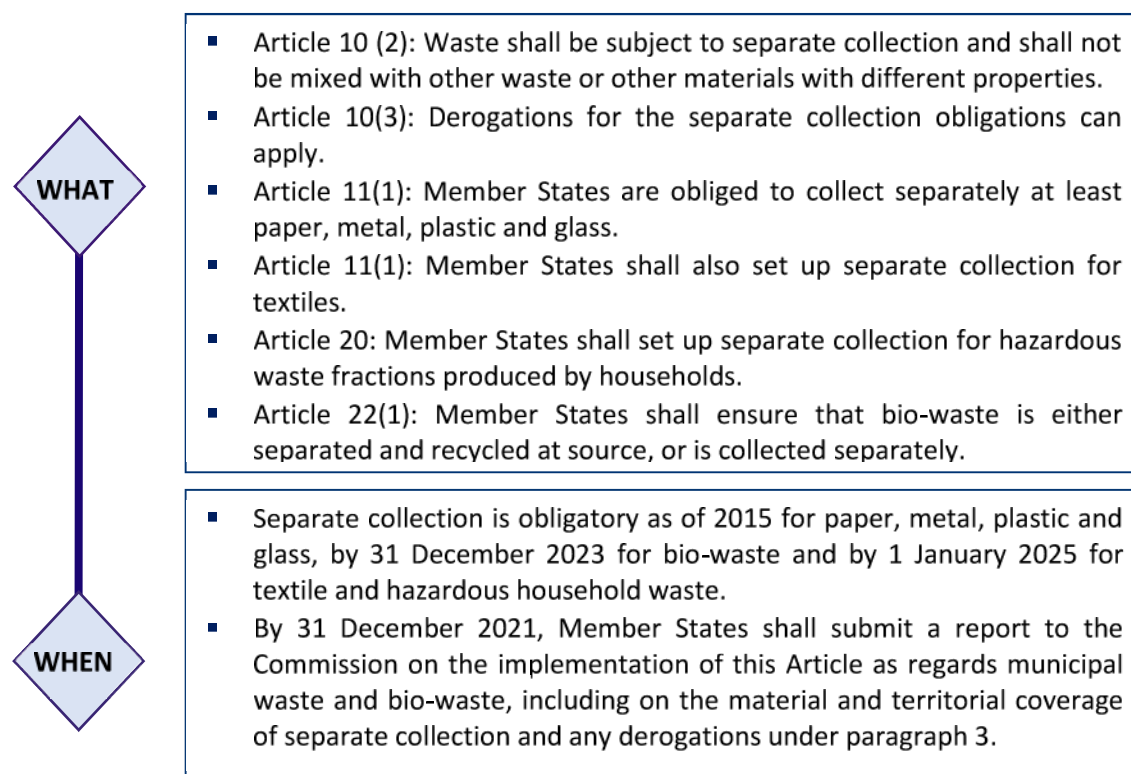 WHAT
▪ Article 10 (2): Waste shall be subject to separate collection and shall not
be mixed with other waste or other materials with different properties.
▪ Article 10(3): Derogations for the separate collection obligations can
apply.
▪ Article 11(1): Member States are obliged to collect separately at least
paper, metal, plastic and glass.
▪ Article 11(1): Member States shall also set up separate collection for
textiles.
▪ Article 20: Member States shall set up separate collection for hazardous
waste fractions produced by households.
▪ Article 22(1): Member States shall ensure that bio-waste is either
separated and recycled at source, or is collected separately.
WHEN
▪ Separate collection is obligatory as of 2015 for paper, metal, plastic and
glass, by 31 December 2023 for bio-waste and by 1 January 2025 for
textile and hazardous household waste.
▪ By 31 December 2021, Member States shall submit a report to the
Commission on the implementation of this Article as regards municipal
waste and bio-waste, including on the material and territorial coverage
of separate collection and any derogations under paragraph 3.